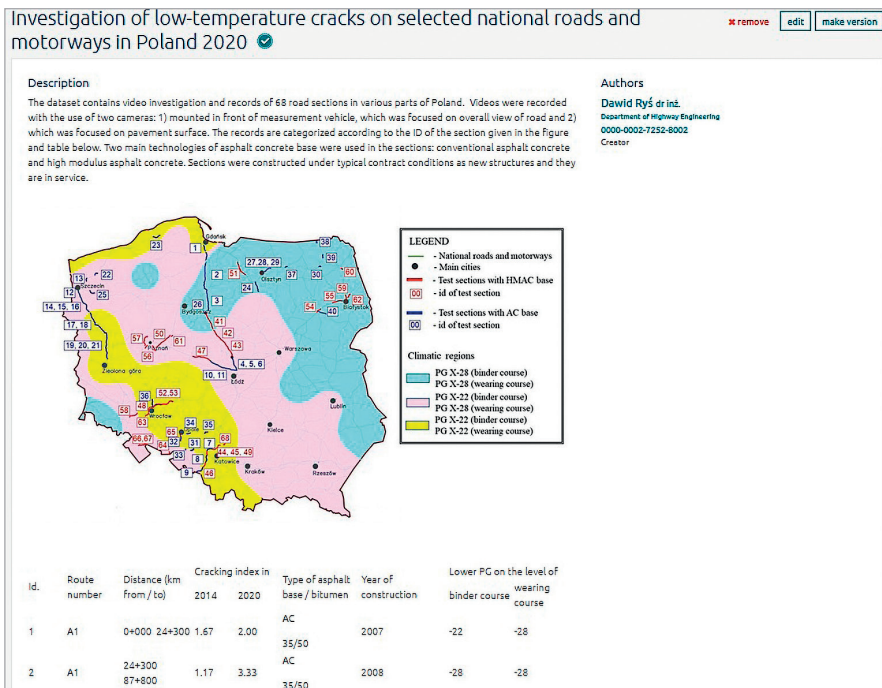 Investigation of low-temperature cracks on selected national roads and
motorways in Poland 2020
✖ remove
edit
make version
Description
The dataset contains video investigation and records of 68 road sections in various parts of Poland. Videos were recorded
with the use of two cameras: 1) mounted in front of measurement vehicle, which was focused on overall view of road and 2)
which was focused on pavement surface. The records are categorized according to the ID of the section given in the figure
and table below. Two main technologies of asphalt concrete base were used in the sections: conventional asphalt concrete
and high modulus asphalt concrete. Sections were constructed under typical contract conditions as new structures and they
are in service.
Authors
Dawid Ryś dr inż.
Department of Highway Engineering
0000-0002-7252-8002
Creator
Gdańsk
23
1
38
39
27,28, 29
13
22
2
51
Olsztyn
37
30
60
Szczecin
12
25
24
59
55
62
14, 15, 16
26
3
54
Białystok
Bydgoszcz
40
17, 18
41
50
42
57
61
19, 20, 21
Poznań
43
56
47
Warszawa
4, 5, 6
Zielona-góra
10, 11
Łódź
52,53
36
48
58
Wrocław
Lublin
63
34
35
65
Kielce
66,67
64
32
31
7
68
33
8
44, 45, 49
Katowice
9
46
Kraków
Rzeszów
LEGEND
- National roads and motorways
- Main cities
- Test sections with HMAC base
00 - id of test section
- Test sections with AC base
00 - id of test section
Climatic regions
PG X-28 (binder course)
PG X-28 (wearing course)
PG X-22 (binder course)
PG X-28 (wearing course)
PG X-22 (binder course)
PG X-22 (wearing course)
Id.
Route number
Distance (km from / to)
Cracking index in
2014
2020
Type of asphalt base / bitumen
Year of construction
Lower PG on the level of
binder course
wearing course
1 A1 0+000 24+300 1.67 2.00 AC 35/50 2007 -22 -28
2 A1 24+300 87+800 1.17 3.33 AC 35/50 2008 -28 -28